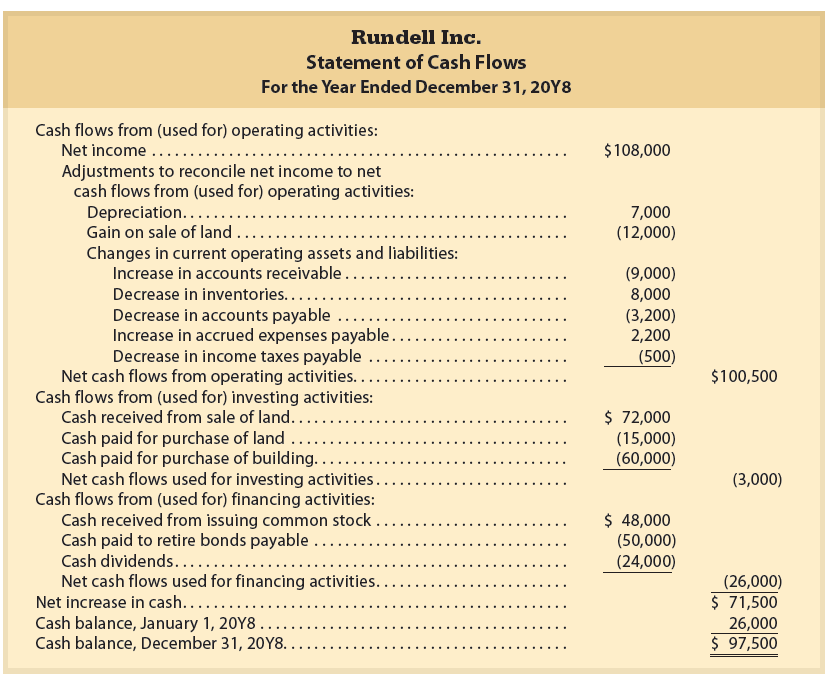 Rundell Inc.
Statement of Cash Flows
For the Year Ended December 31, 20Y8
Cash flows from (used for) operating activities:
Net income ..................................................... $108,000
Adjustments to reconcile net income to net
cash flows from (used for) operating activities:
Depreciation.................................................. 7,000
Gain on sale of land ........................................... (12,000)
Changes in current operating assets and liabilities:
Increase in accounts receivable............................. (9,000)
Decrease in inventories..................................... 8,000
Decrease in accounts payable .............................. (3,200)
Increase in accrued expenses payable....................... 2,200
Decrease in income taxes payable .......................... (500)
Net cash flows from operating activities........................... $100,500
Cash flows from (used for) investing activities:
Cash received from sale of land.................................... $ 72,000
Cash paid for purchase of land .................................... (15,000)
Cash paid for purchase of building................................. (60,000)
Net cash flows used for investing activities......................... (3,000)
Cash flows from (used for) financing activities:
Cash received from issuing common stock ......................... $ 48,000
Cash paid to retire bonds payable ................................. (50,000)
Cash dividends.................................................. (24,000)
Net cash flows used for financing activities......................... (26,000)
Net increase in cash.................................................. $ 71,500
Cash balance, January 1, 20Y8 ........................................ 26,000
Cash balance, December 31, 20Y8...................................... $ 97,500